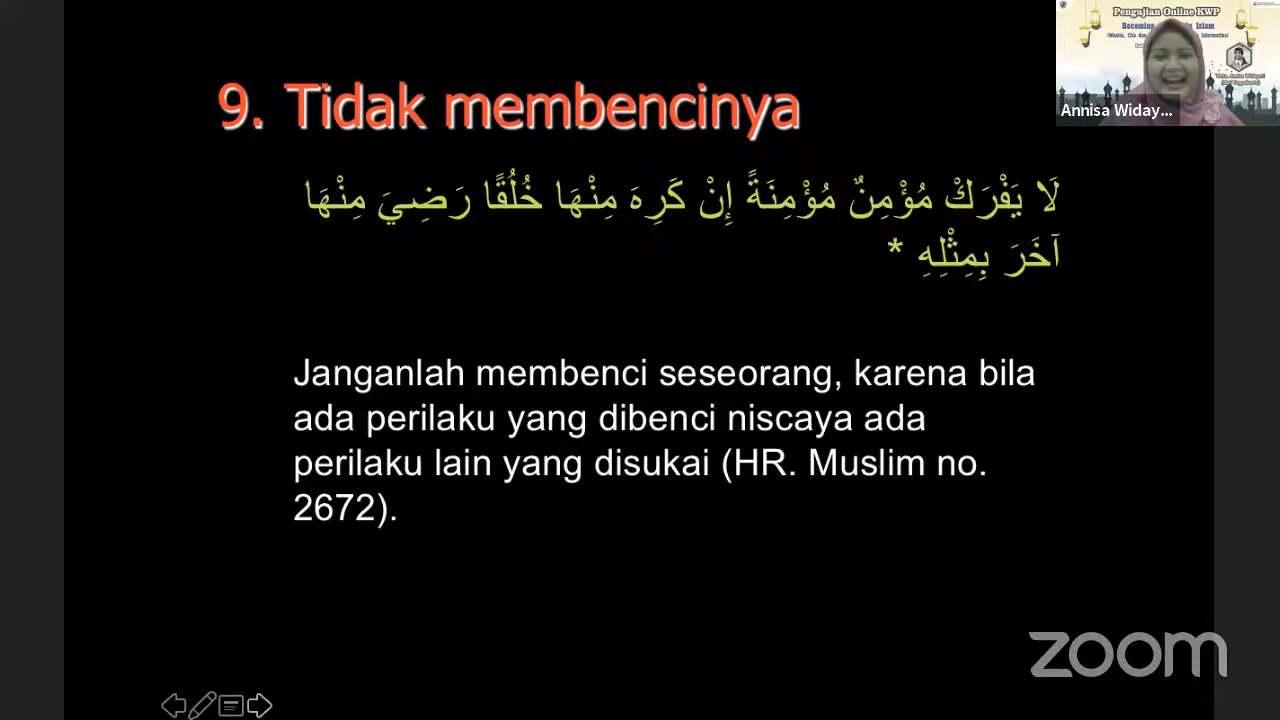 Pengajian Online KWP
Annisa Widay...
9. Tidak membencinya
لَا يَفْرَكْ مُؤْمِنٌ مُؤْمِنَةً إِنْ كَرِهَ مِنْهَا خُلُقًا رَضِيَ مِنْهَا
آخَرَ بِمِثْلِهِ *
Janganlah membenci seseorang, karena bila
ada perilaku yang dibenci niscaya ada
perilaku lain yang disukai (HR. Muslim no.
2672).
zoom